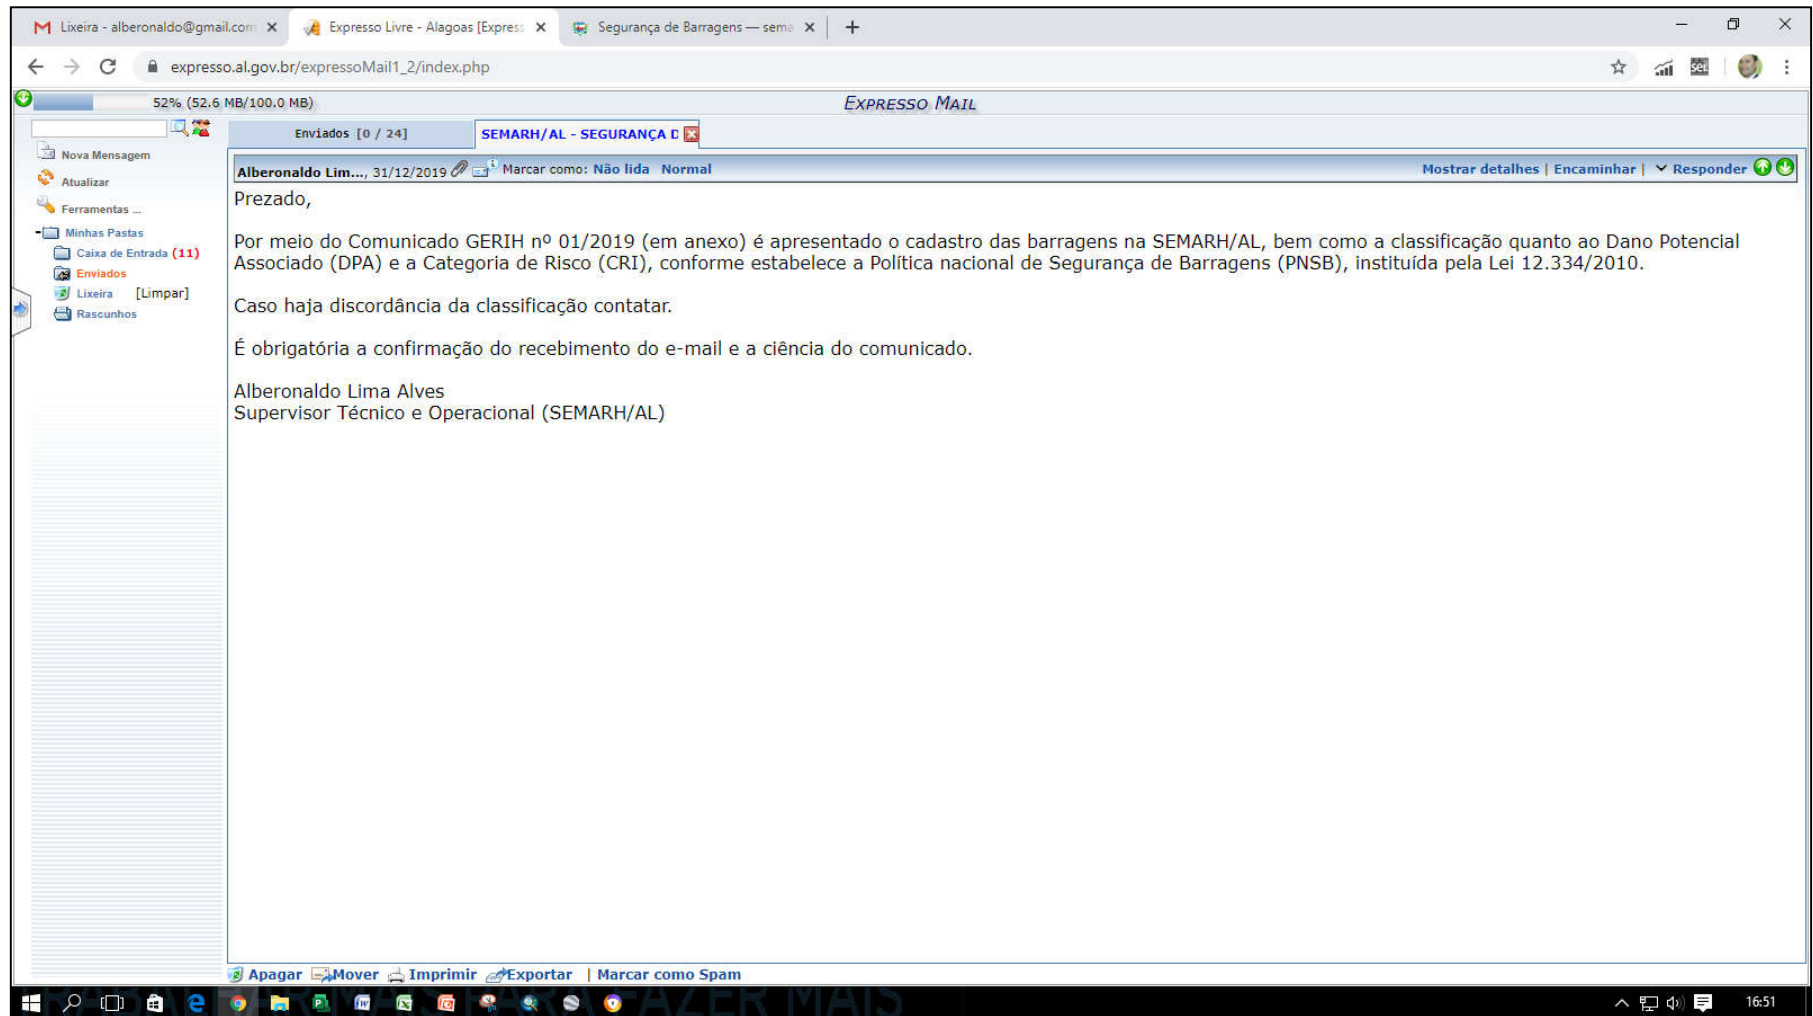 Lixeira - alberonaldo@gmail.com
Expresso Livre - Alagoas [Express
Segurança de Barragens — sema
expresso.al.gov.br/expressoMail1_2/index.php
52% (52.6 MB/100.0 MB)
EXPRESSO MAIL
Enviados [0 / 24]
SEMARH/AL - SEGURANÇA D
Nova Mensagem
Atualizar
Ferramentas ...
Minhas Pastas
Caixa de Entrada (11)
Enviados
Lixeira [Limpar]
Rascunhos
Alberonaldo Lim..., 31/12/2019 Marcar como: Não lida Normal
Mostrar detalhes | Encaminhar | Responder
Prezado,
Por meio do Comunicado GERIH nº 01/2019 (em anexo) é apresentado o cadastro das barragens na SEMARH/AL, bem como a classificação quanto ao Dano Potencial
Associado (DPA) e a Categoria de Risco (CRI), conforme estabelece a Política nacional de Segurança de Barragens (PNSB), instituída pela Lei 12.334/2010.
Caso haja discordância da classificação contatar.
É obrigatória a confirmação do recebimento do e-mail e a ciência do comunicado.
Alberonaldo Lima Alves
Supervisor Técnico e Operacional (SEMARH/AL)
Apagar Mover Imprimir Exportar | Marcar como Spam
16:51